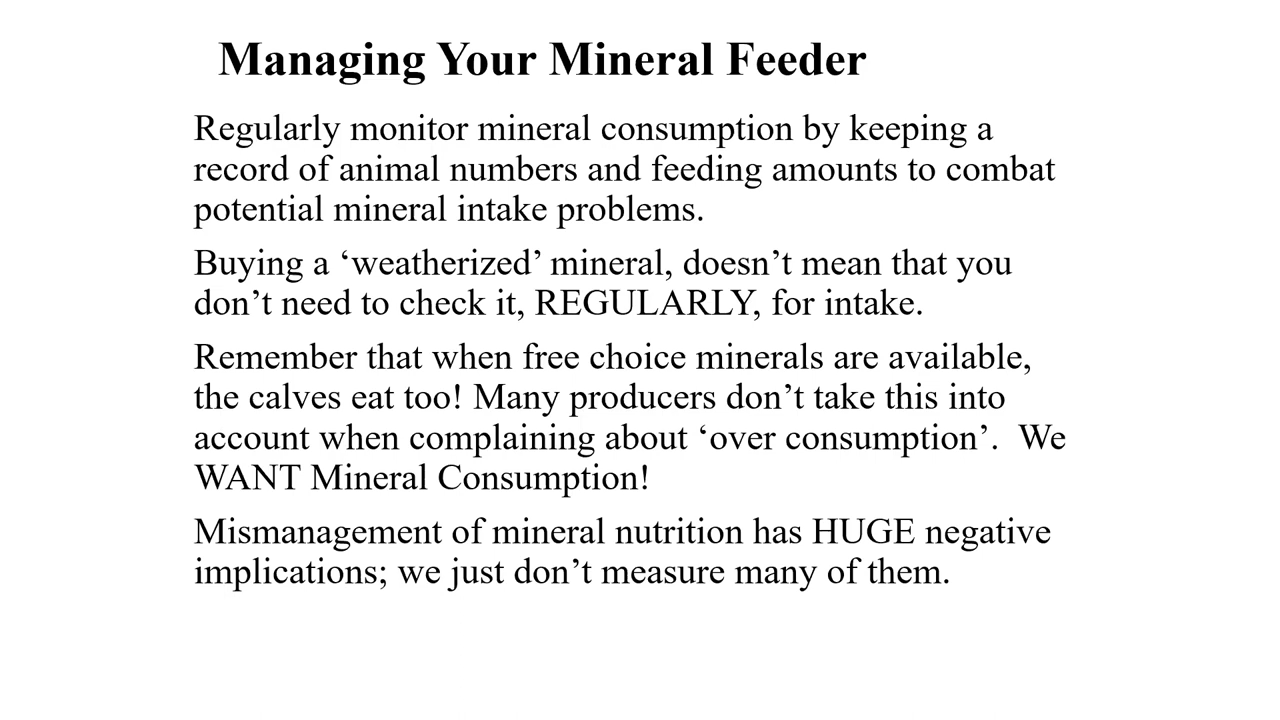 Managing Your Mineral Feeder
Regularly monitor mineral consumption by keeping a
record of animal numbers and feeding amounts to combat
potential mineral intake problems.
Buying a ‘weatherized’ mineral, doesn’t mean that you
don’t need to check it, REGULARLY, for intake.
Remember that when free choice minerals are available,
the calves eat too! Many producers don’t take this into
account when complaining about ‘over consumption’.  We
WANT Mineral Consumption!
Mismanagement of mineral nutrition has HUGE negative
implications; we just don’t measure many of them.